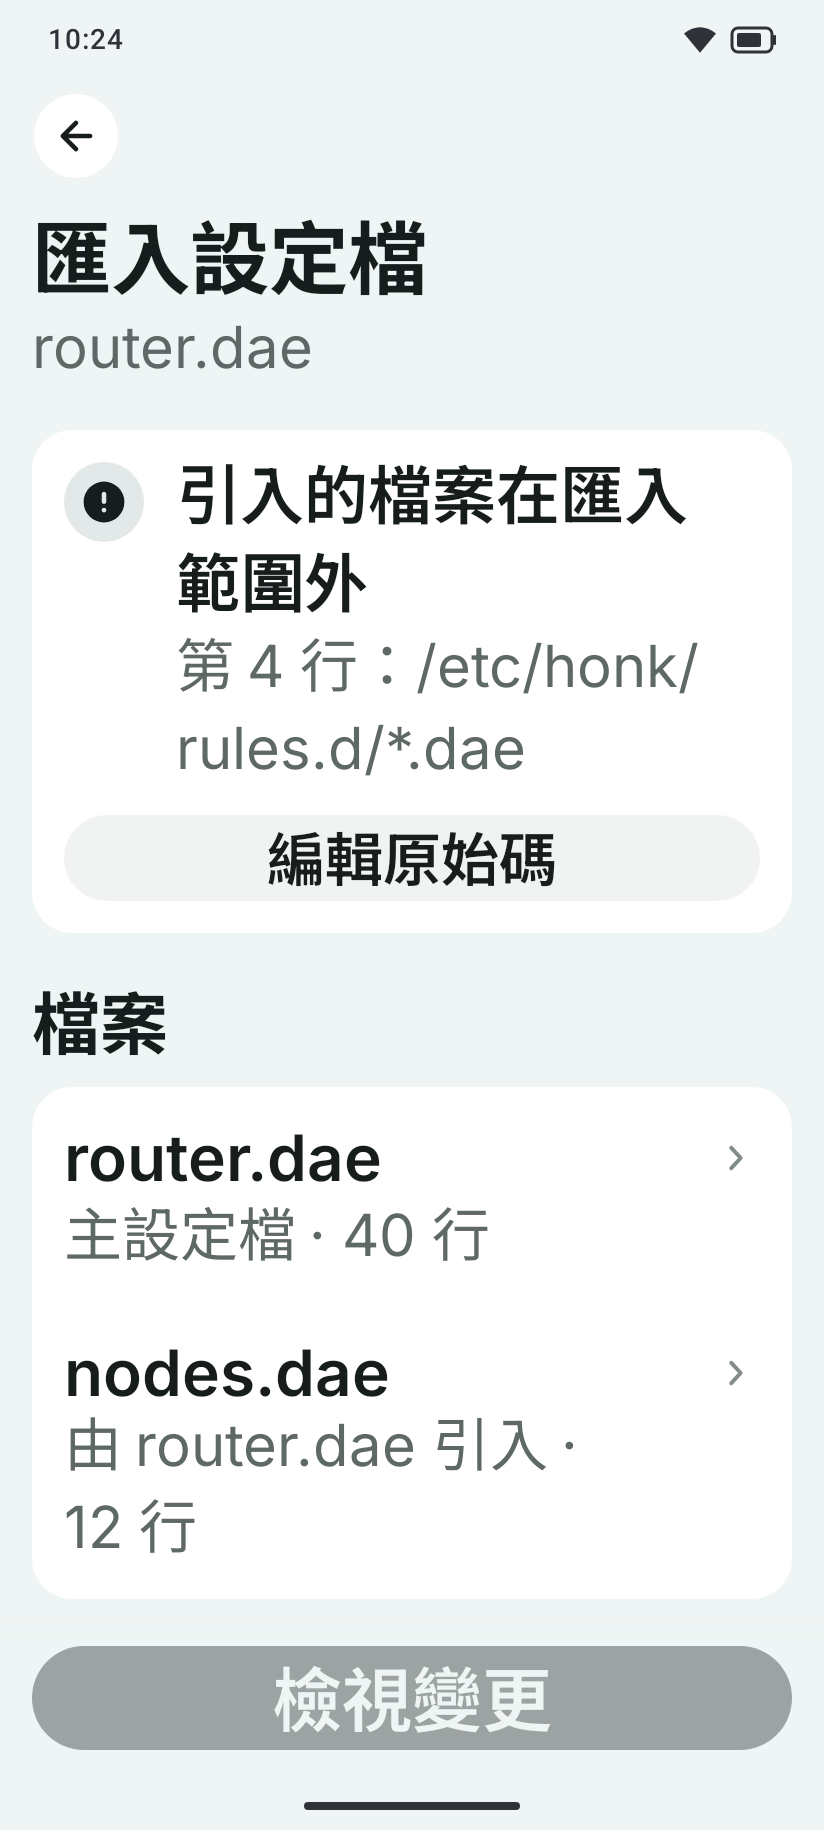 10:24
匯入設定檔
router.dae
引入的檔案在匯入
範圍外
第 4 行：/etc/honk/
rules.d/*.dae
編輯原始碼
檔案
router.dae
主設定檔 · 40 行
nodes.dae
由 router.dae 引入 ·
12 行
檢視變更